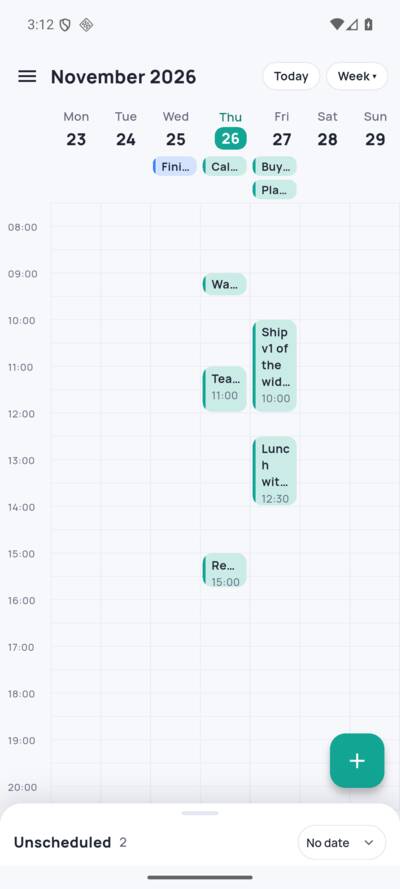 3:12
November 2026
Today
Week
Mon Tue Wed Thu Fri Sat Sun
23 24 25 26 27 28 29
Fini... Cal... Buy...
Pla...
08:00
09:00
Wa...
10:00
Ship
v1 of
the
wid...
10:00
11:00
Tea...
11:00
12:00
Lunc
h
wit...
12:30
13:00
14:00
15:00
Re...
15:00
16:00
17:00
18:00
19:00
20:00
Unscheduled 2
No date